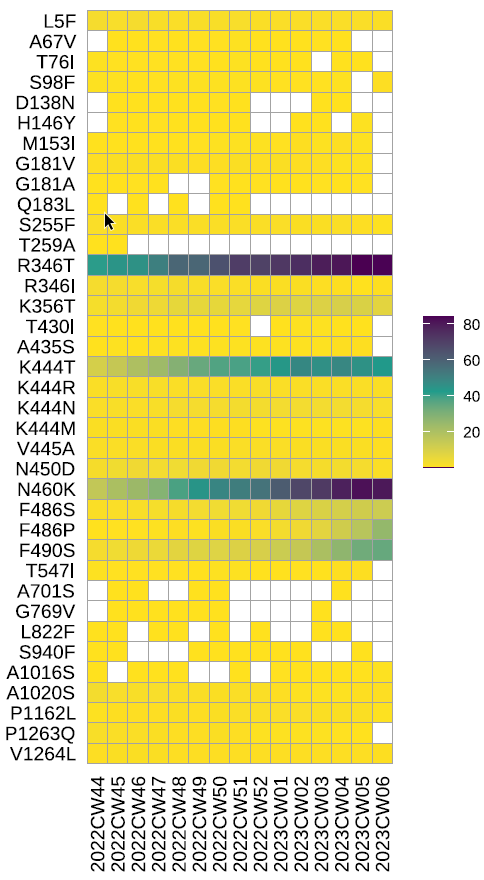 L5F
A67V
T76I
S98F
D138N
H146Y
M153I
G181V
G181A
Q183L
S255F
T259A
R346T
R346I
K356T
T430I
A435S
K444T
K444R
K444N
K444M
V445A
N450D
N460K
F486S
F486P
F490S
T547I
A701S
G769V
L822F
S940F
A1016S
A1020S
P1162L
P1263Q
V1264L
80
60
40
20
2022CW44
2022CW45
2022CW46
2022CW47
2022CW48
2022CW49
2022CW50
2022CW51
2022CW52
2023CW01
2023CW02
2023CW03
2023CW04
2023CW05
2023CW06